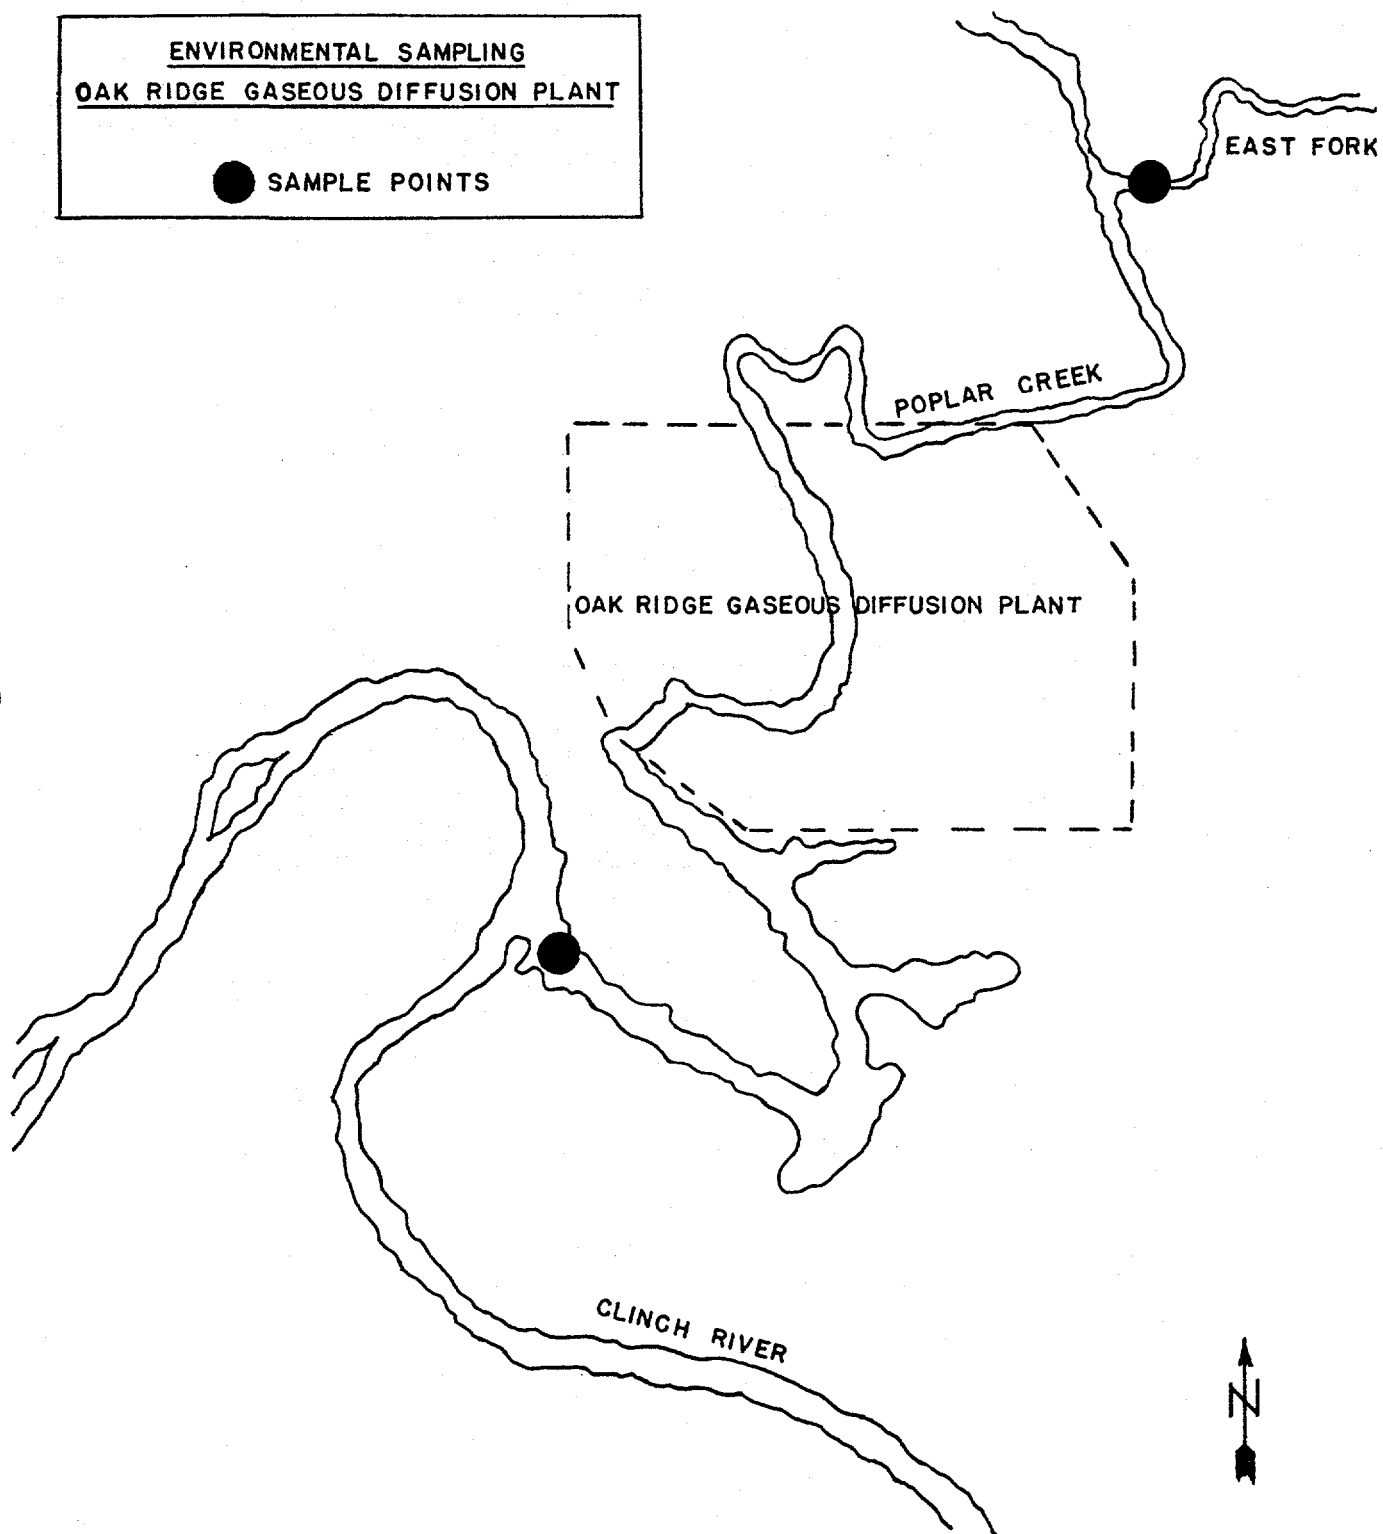 ENVIRONMENTAL SAMPLING
OAK RIDGE GASEOUS DIFFUSION PLANT
SAMPLE POINTS
EAST FORK
POPLAR CREEK
OAK RIDGE GASEOUS DIFFUSION PLANT
CLINCH RIVER
N